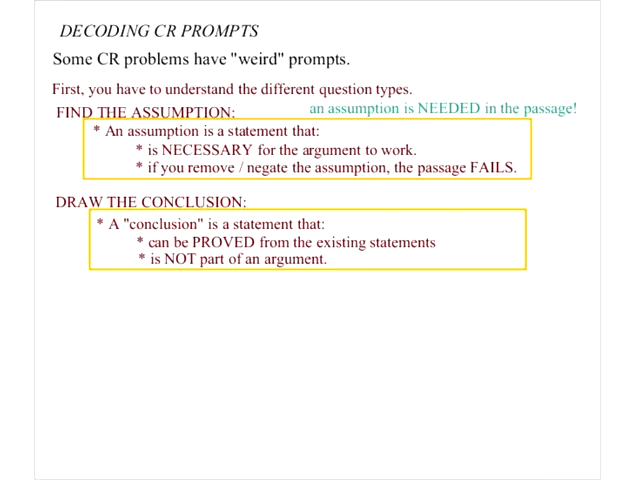 DECODING CR PROMPTS
Some CR problems have "weird" prompts.
First, you have to understand the different question types.
FIND THE ASSUMPTION: an assumption is NEEDED in the passage!
* An assumption is a statement that:
* is NECESSARY for the argument to work.
* if you remove / negate the assumption, the passage FAILS.
DRAW THE CONCLUSION:
* A "conclusion" is a statement that:
* can be PROVED from the existing statements
* is NOT part of an argument.